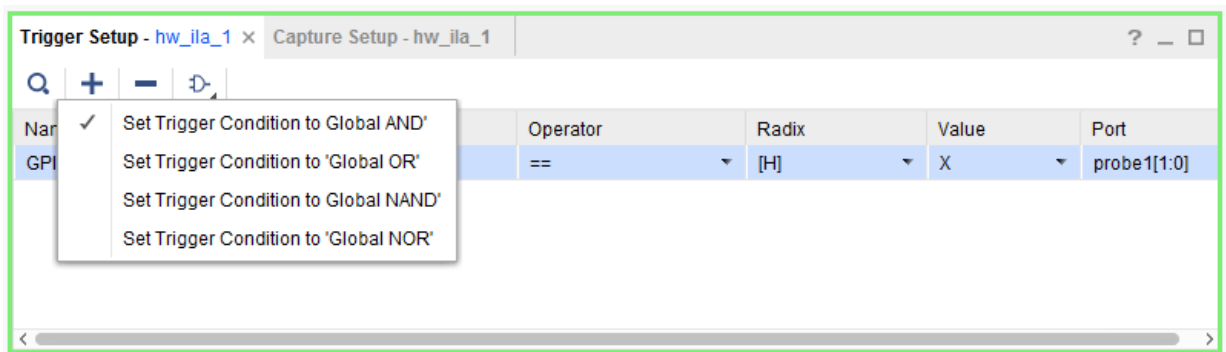 Trigger Setup - hw_ila_1 × Capture Setup - hw_ila_1 ?
Nar Operator Radix Value Port
GPI == [H] X probe1[1:0]
Set Trigger Condition to Global AND'
Set Trigger Condition to 'Global OR'
Set Trigger Condition to Global NAND'
Set Trigger Condition to 'Global NOR'